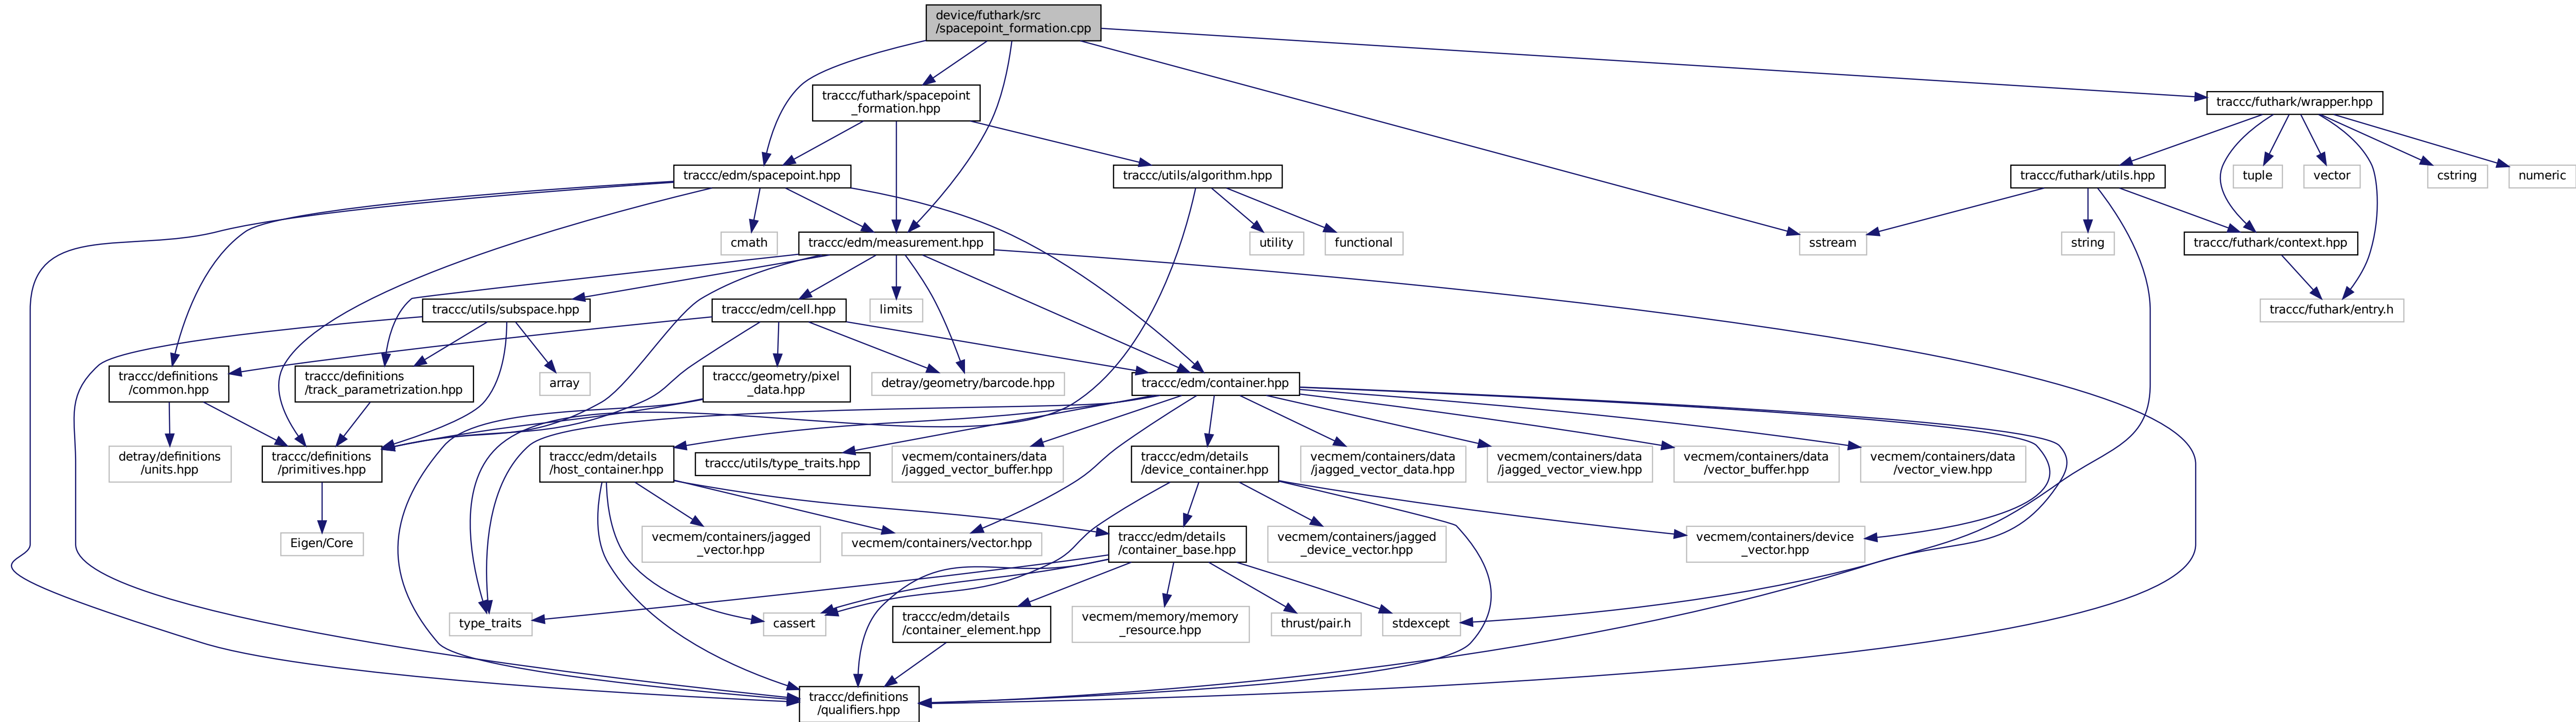 device/futhark/src
/spacepoint_formation.cpp
traccc/futhark/spacepoint
_formation.hpp
traccc/futhark/wrapper.hpp
traccc/edm/spacepoint.hpp
traccc/utils/algorithm.hpp
traccc/futhark/utils.hpp
tuple
vector
cstring
numeric
cmath
traccc/edm/measurement.hpp
utility
functional
sstream
string
traccc/futhark/context.hpp
traccc/utils/subspace.hpp
traccc/edm/cell.hpp
limits
traccc/futhark/entry.h
traccc/definitions
/common.hpp
traccc/definitions
/track_parametrization.hpp
array
traccc/geometry/pixel
_data.hpp
detray/geometry/barcode.hpp
traccc/edm/container.hpp
detray/definitions
/units.hpp
traccc/definitions
/primitives.hpp
traccc/edm/details
/host_container.hpp
traccc/utils/type_traits.hpp
vecmem/containers/data
/jagged_vector_buffer.hpp
traccc/edm/details
/device_container.hpp
vecmem/containers/data
/jagged_vector_data.hpp
vecmem/containers/data
/jagged_vector_view.hpp
vecmem/containers/data
/vector_buffer.hpp
vecmem/containers/data
/vector_view.hpp
Eigen/Core
vecmem/containers/jagged
_vector.hpp
vecmem/containers/vector.hpp
traccc/edm/details
/container_base.hpp
vecmem/containers/jagged
_device_vector.hpp
vecmem/containers/device
_vector.hpp
type_traits
cassert
traccc/edm/details
/container_element.hpp
vecmem/memory/memory
_resource.hpp
thrust/pair.h
stdexcept
traccc/definitions
/qualifiers.hpp